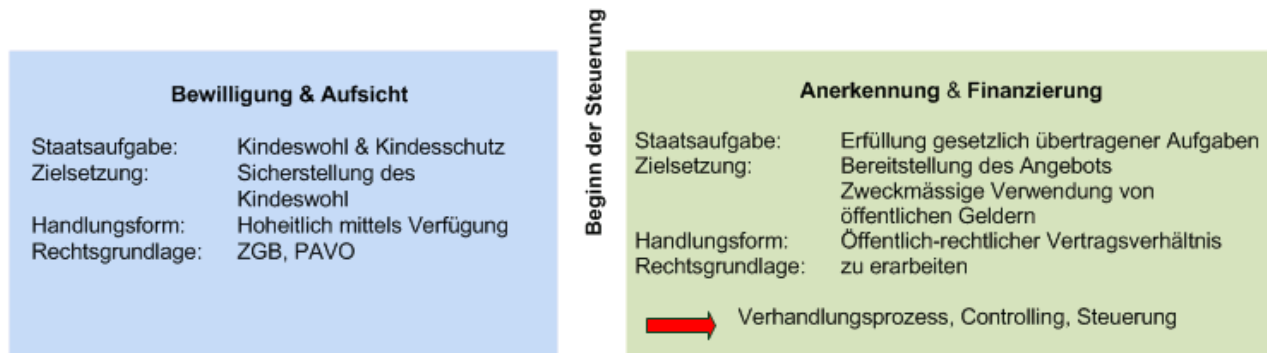 Bewilligung & Aufsicht
Staatsaufgabe: Kindeswohl & Kindesschutz
Zielsetzung: Sicherstellung des
Kindeswohl
Handlungsform: Hoheitlich mittels Verfügung
Rechtsgrundlage: ZGB, PAVO
Beginn der Steuerung
Anerkennung & Finanzierung
Staatsaufgabe: Erfüllung gesetzlich übertragener Aufgaben
Zielsetzung: Bereitstellung des Angebots
Zweckmässige Verwendung von
öffentlichen Geldern
Handlungsform: Öffentlich-rechtlicher Vertragsverhältnis
Rechtsgrundlage: zu erarbeiten
Verhandlungsprozess, Controlling, Steuerung